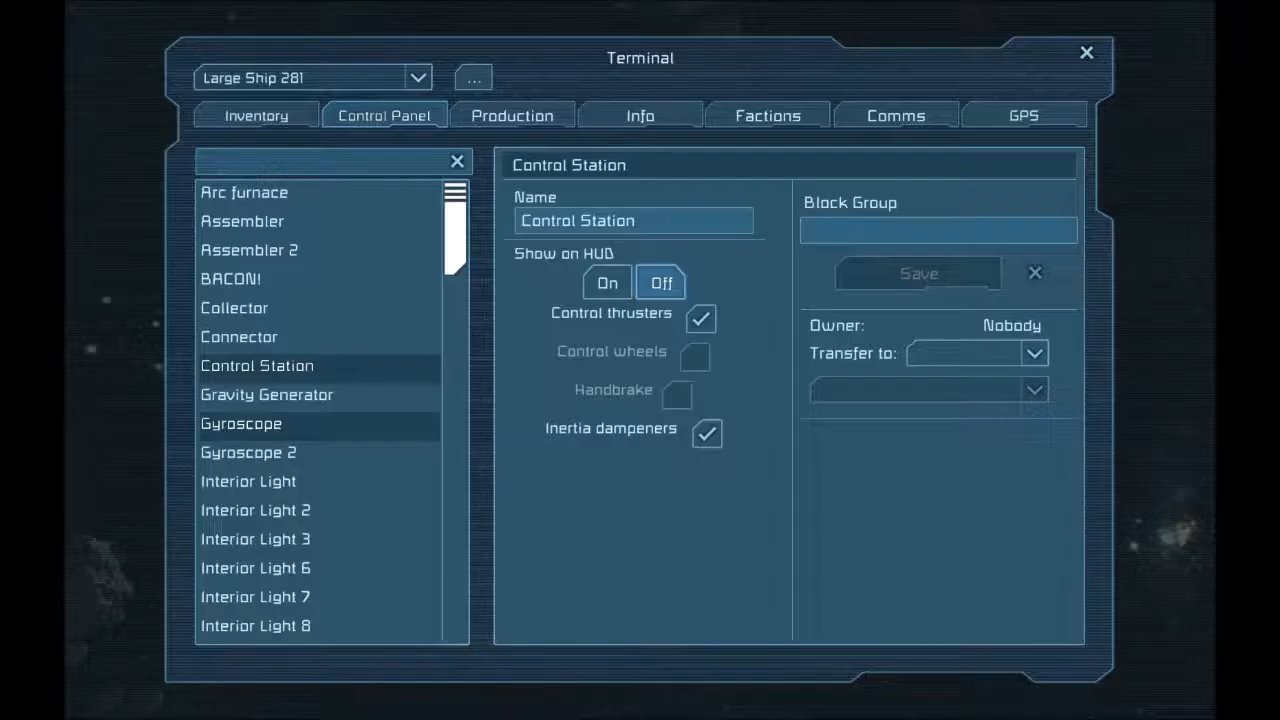 Terminal
Large Ship 281
...
Inventory
Control Panel
Production
Info
Factions
Comms
GPS
Arc furnace
Assembler
Assembler 2
BACON!
Collector
Connector
Control Station
Gravity Generator
Gyroscope
Gyroscope 2
Interior Light
Interior Light 2
Interior Light 3
Interior Light 6
Interior Light 7
Interior Light 8
Control Station
Name
Control Station
Show on HUD
On Off
Control thrusters
Control wheels
Handbrake
Inertia dampeners
Block Group
Save
Owner: Nobody
Transfer to: